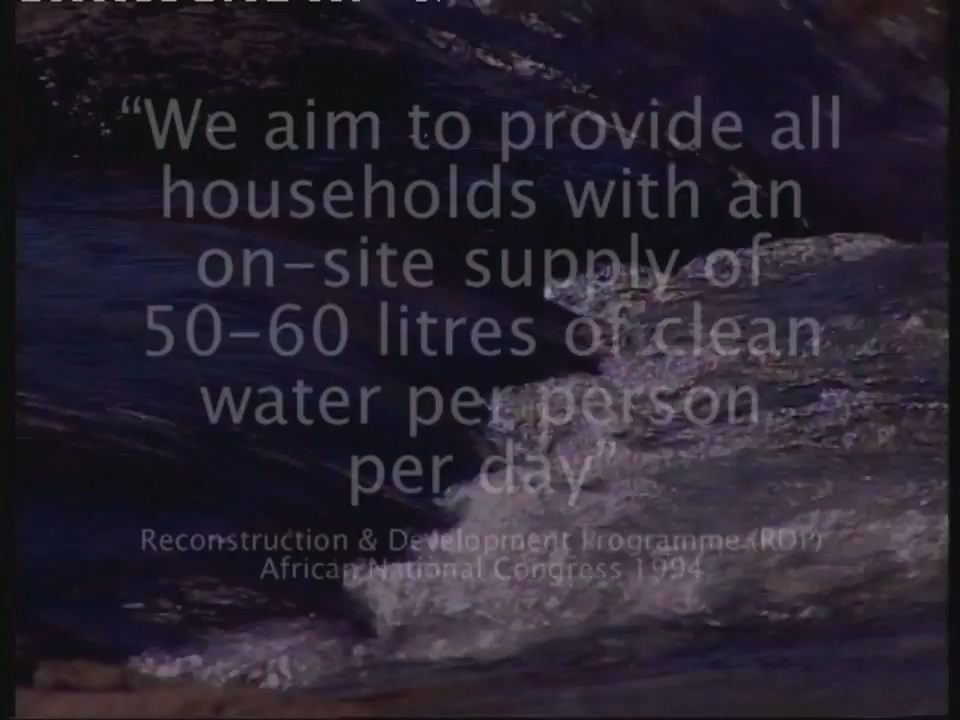 “We aim to provide all
households with an
on-site supply of
50-60 litres of clean
water per person
per day”
Reconstruction & Development Programme (RDP)
African National Congress 1994